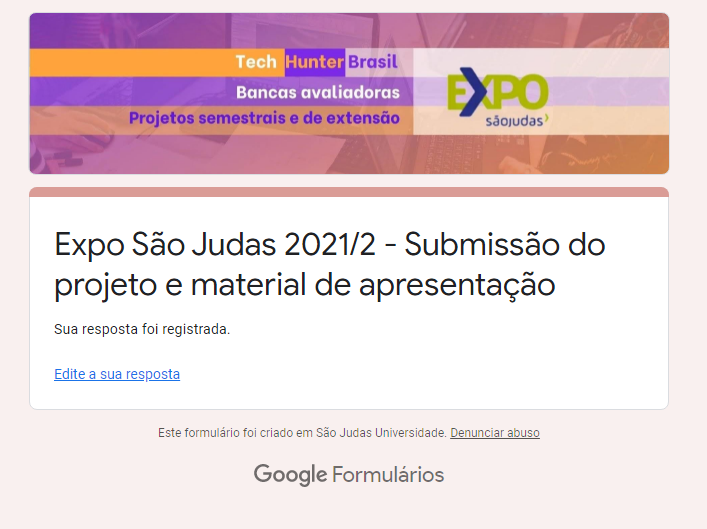 Tech Hunter Brasil
Bancas avaliadoras
Projetos semestrais e de extensão
EXPO
sãojudas
Expo São Judas 2021/2 - Submissão do
projeto e material de apresentação
Sua resposta foi registrada.
Edite a sua resposta
Este formulário foi criado em São Judas Universidade. Denunciar abuso
Google Formulários